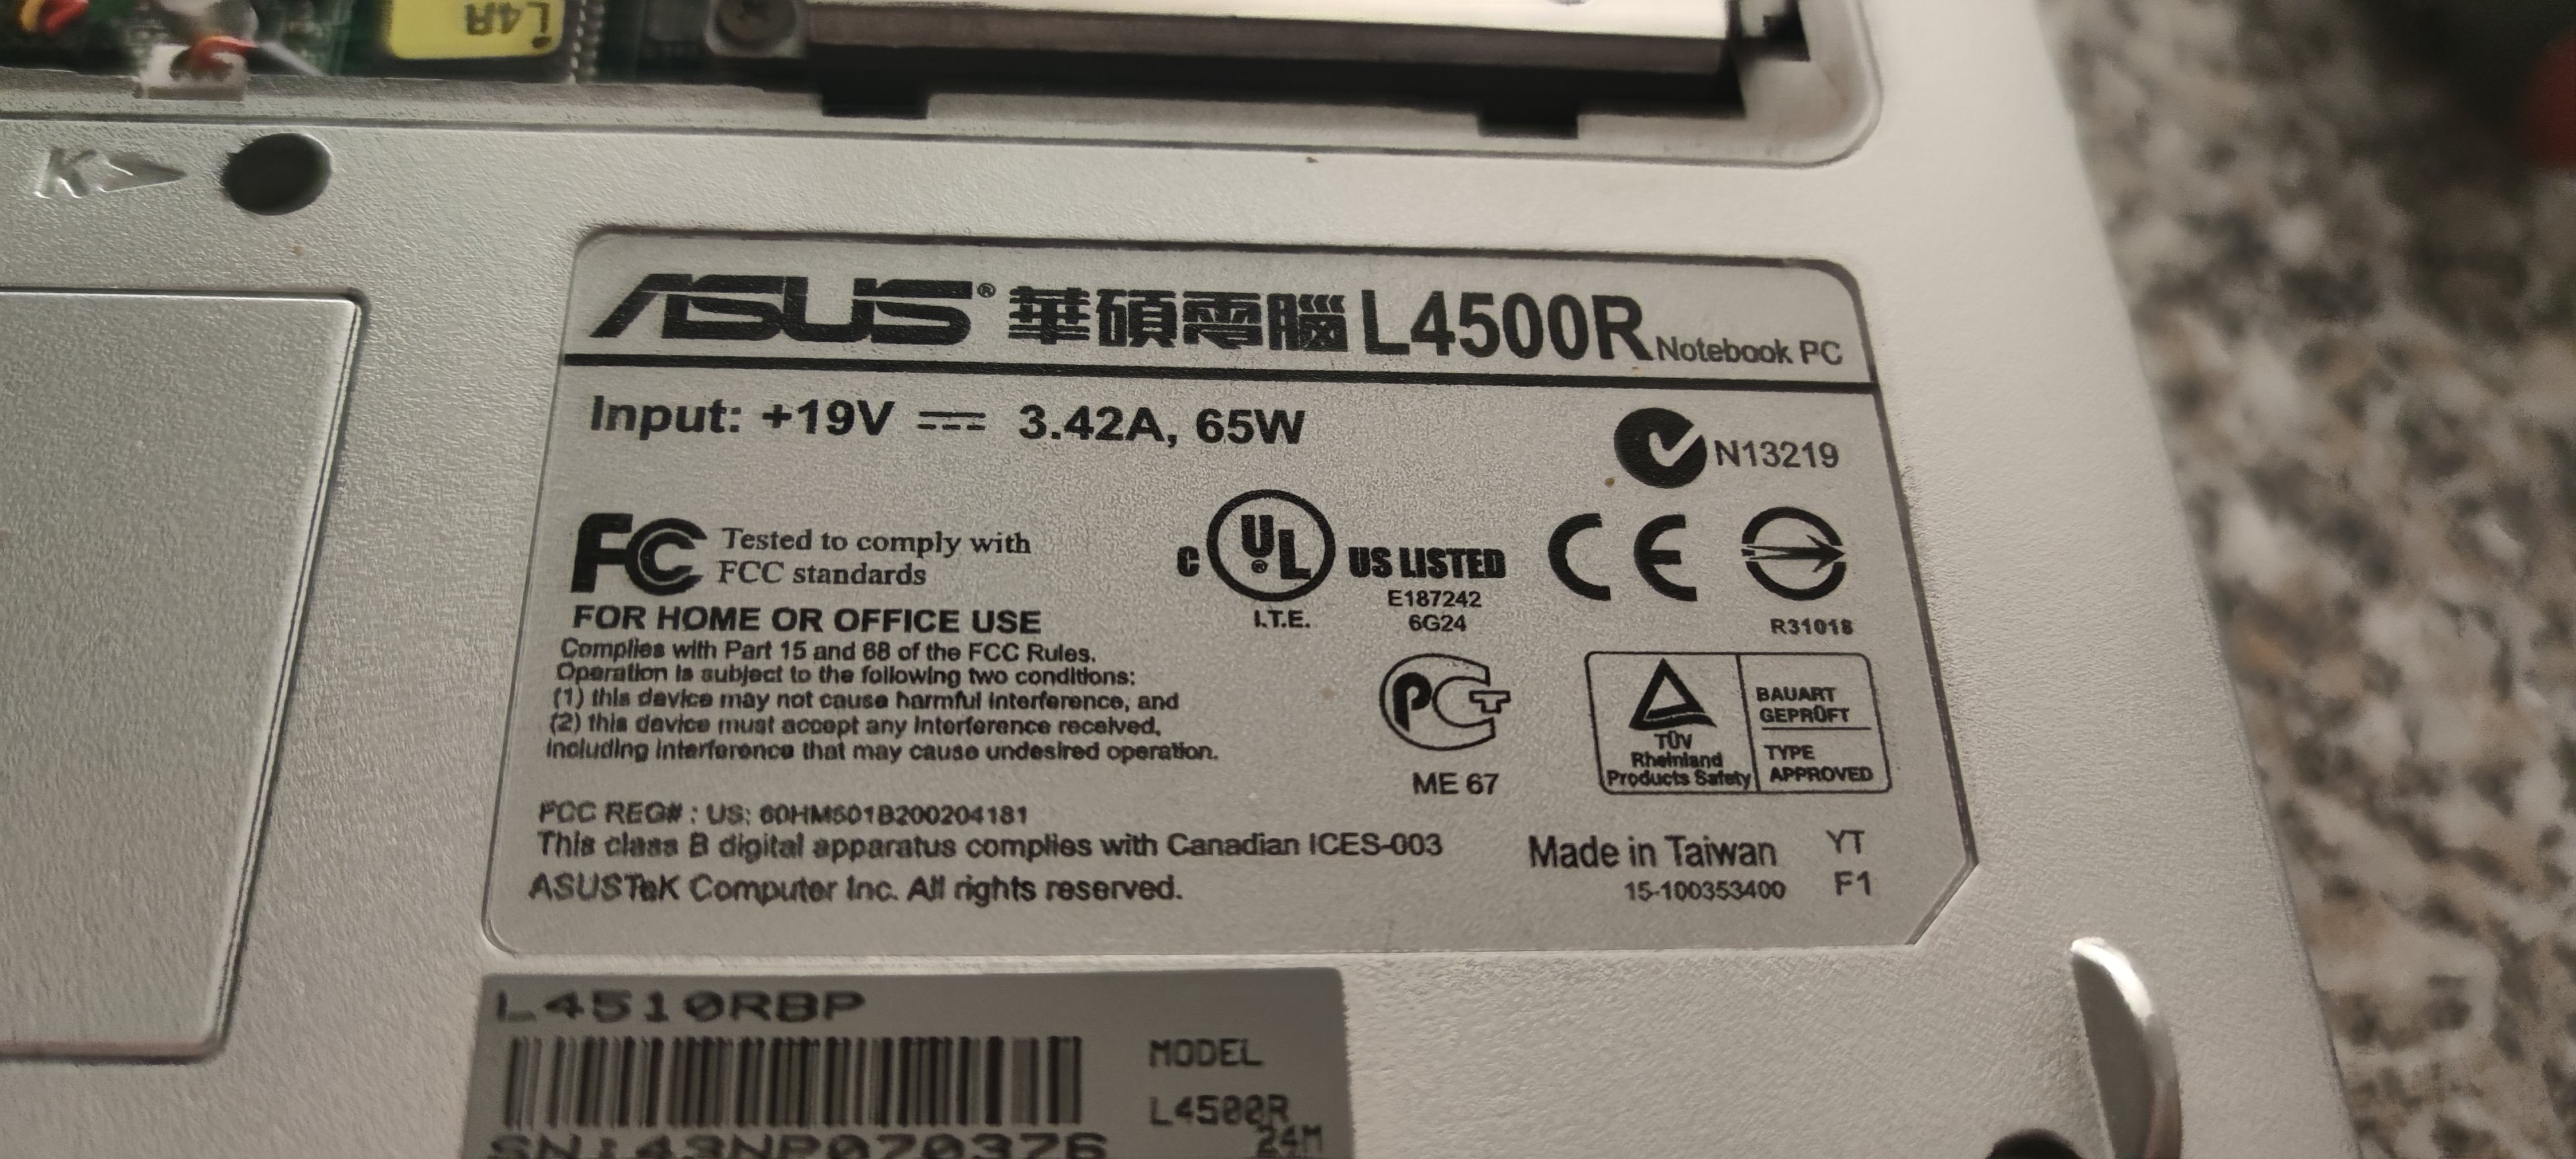 i4A
K
ASUS® 華碩電腦 L4500R Notebook PC
Input: +19V ⎓ 3.42A, 65W
N13219
FC Tested to comply with
FCC standards
FOR HOME OR OFFICE USE
Complies with Part 15 and 68 of the FCC Rules.
Operation is subject to the following two conditions:
(1) this device may not cause harmful interference, and
(2) this device must accept any interference received,
including interference that may cause undesired operation.
C UL® US LISTED
I.T.E.
E187242
6G24
CE
R31018
PCT
ME 67
TÜV
Rheinland
Products Safety
BAUART
GEPRÜFT
TYPE
APPROVED
FCC REG# : US: 60HM501B200204181
This class B digital apparatus complies with Canadian ICES-003
ASUSTeK Computer Inc. All rights reserved.
Made in Taiwan
15-100353400
YT
F1
L4510RBP
MODEL
L4500R
24M
SN:43NP070376